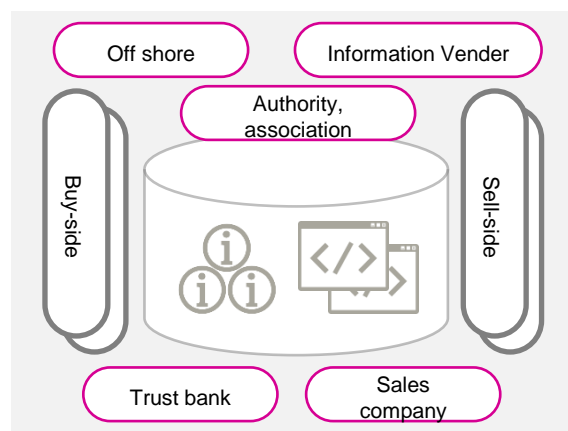 Off shore
Information Vender
Authority,
association
Buy-side
Sell-side
</>
</>
Trust bank
Sales
company